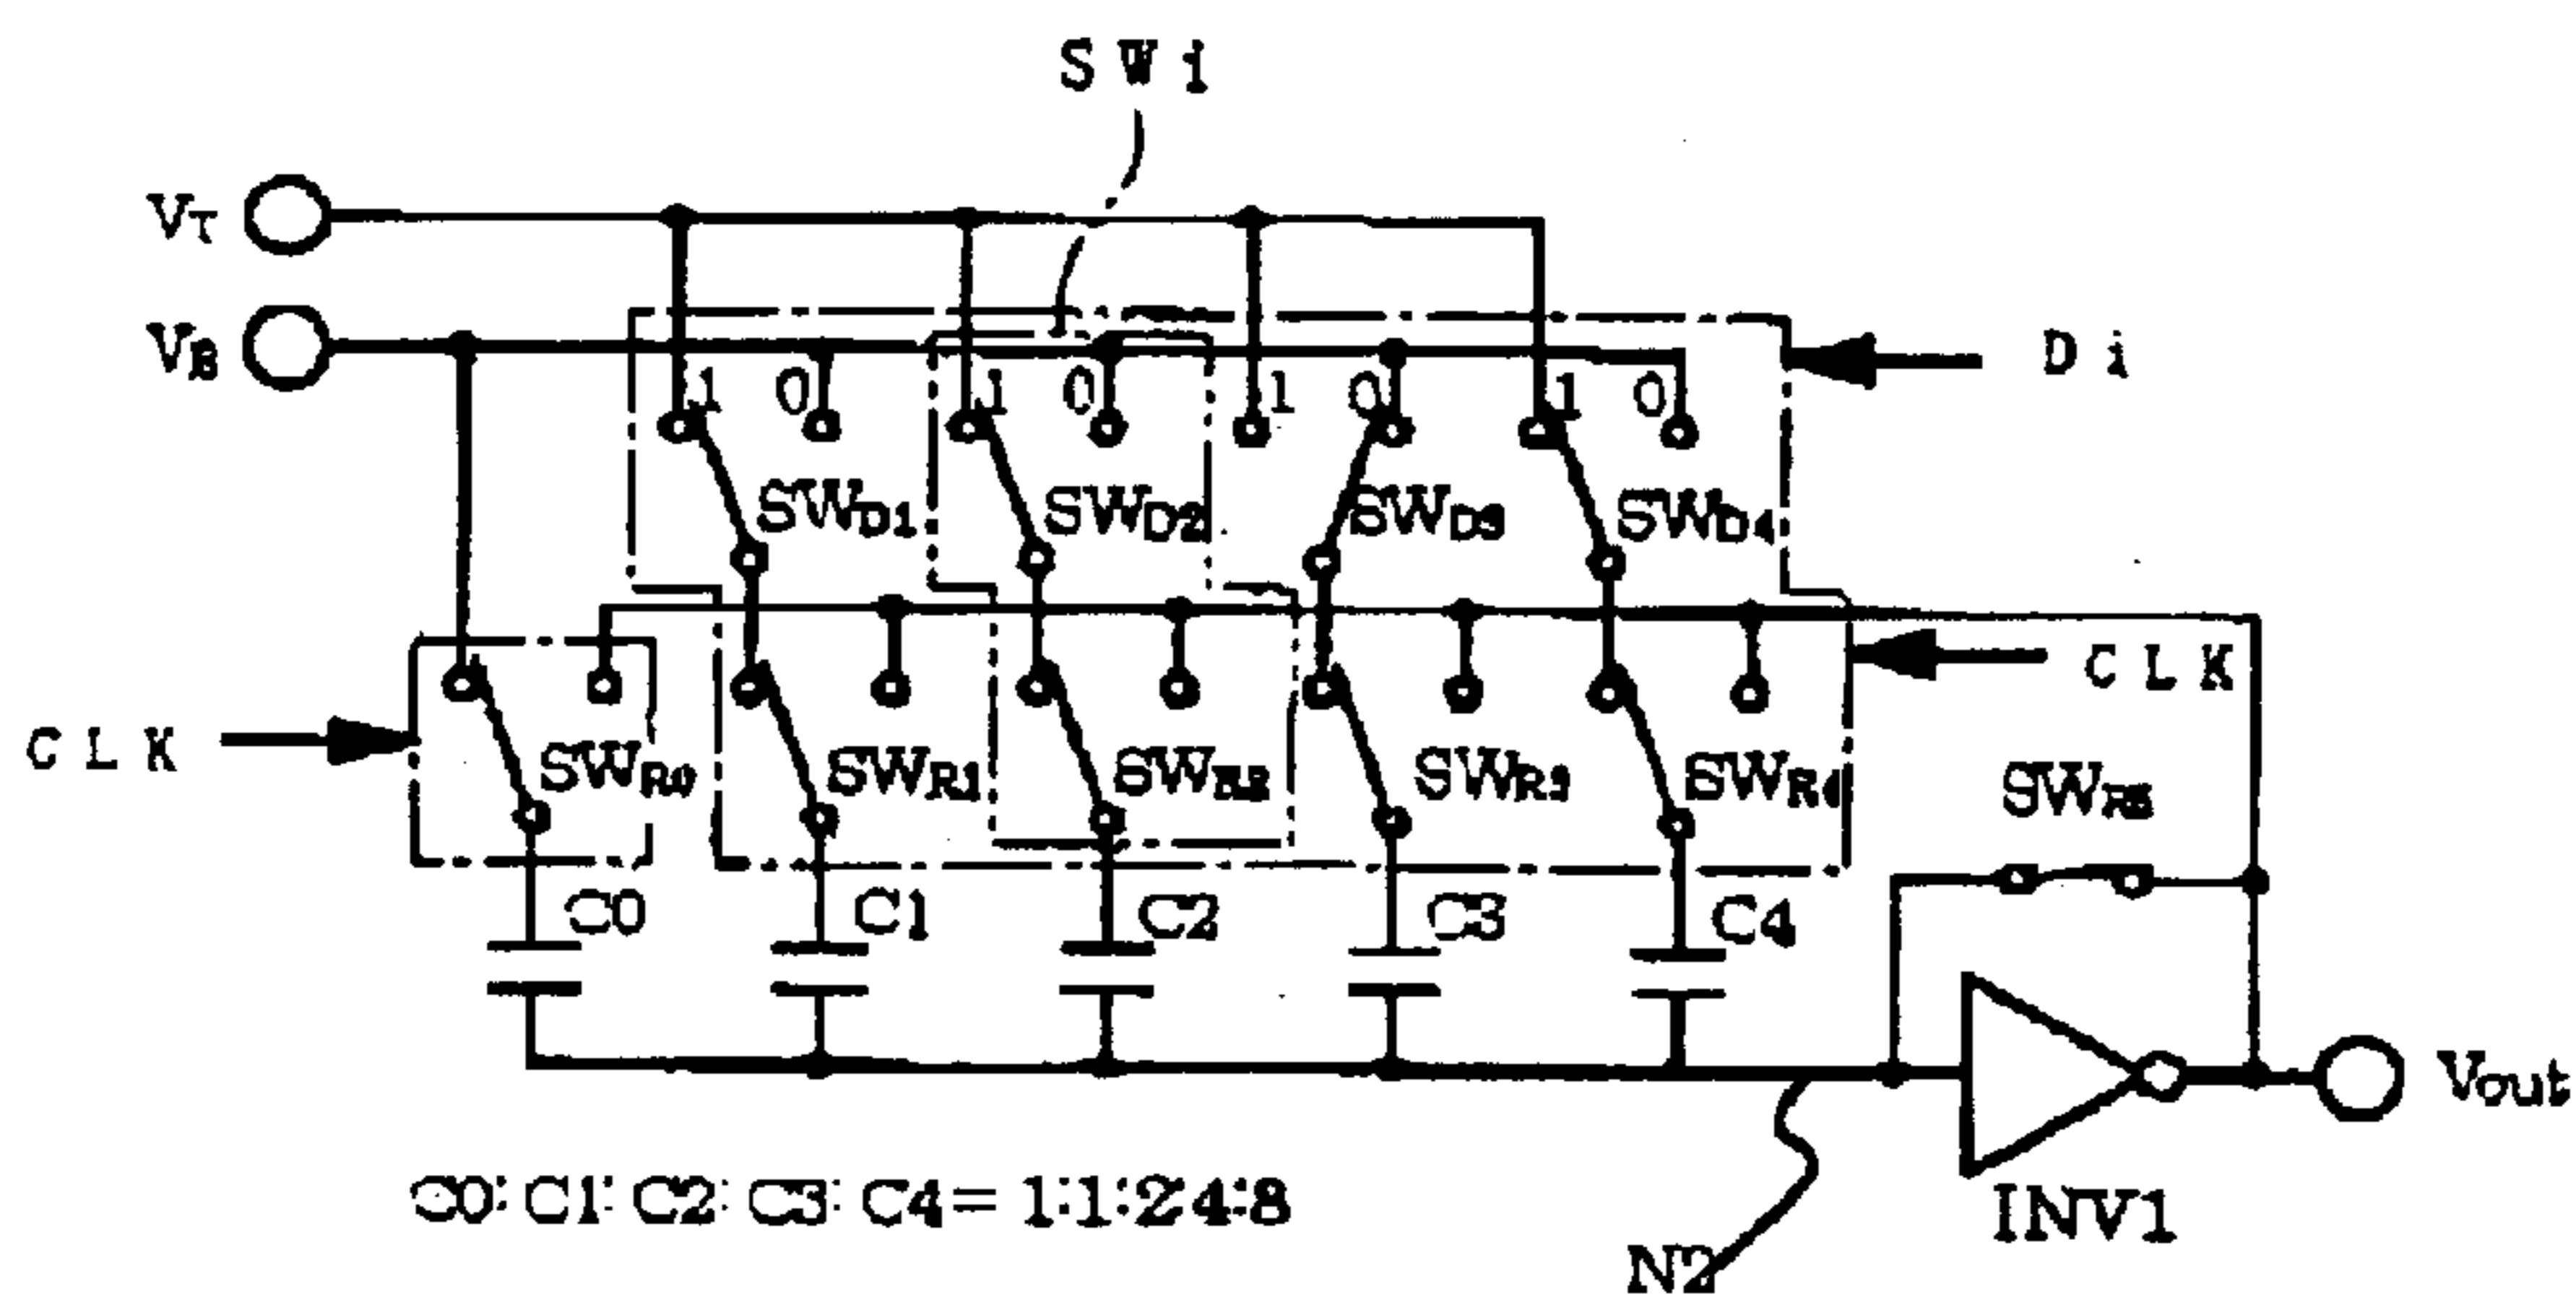 SWi
VT
VB
Di
1 0 1 0 1 0 1 0
SWD1 SWD2 SWD3 SWD4
CLK
CLK
SWR0 SWR1 SWR2 SWR3 SWR4 SWR5
C0 C1 C2 C3 C4
Vout
C0:C1:C2:C3:C4=1:1:2:4:8
INV1
N2